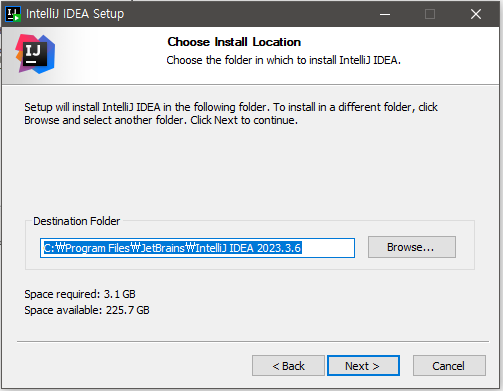 IntelliJ IDEA Setup
IJ
Choose Install Location
Choose the folder in which to install IntelliJ IDEA.
Setup will install IntelliJ IDEA in the following folder. To install in a different folder, click
Browse and select another folder. Click Next to continue.
Destination Folder
C:₩Program Files₩JetBrains₩IntelliJ IDEA 2023.3.6
Browse...
Space required: 3.1 GB
Space available: 225.7 GB
< Back
Next >
Cancel